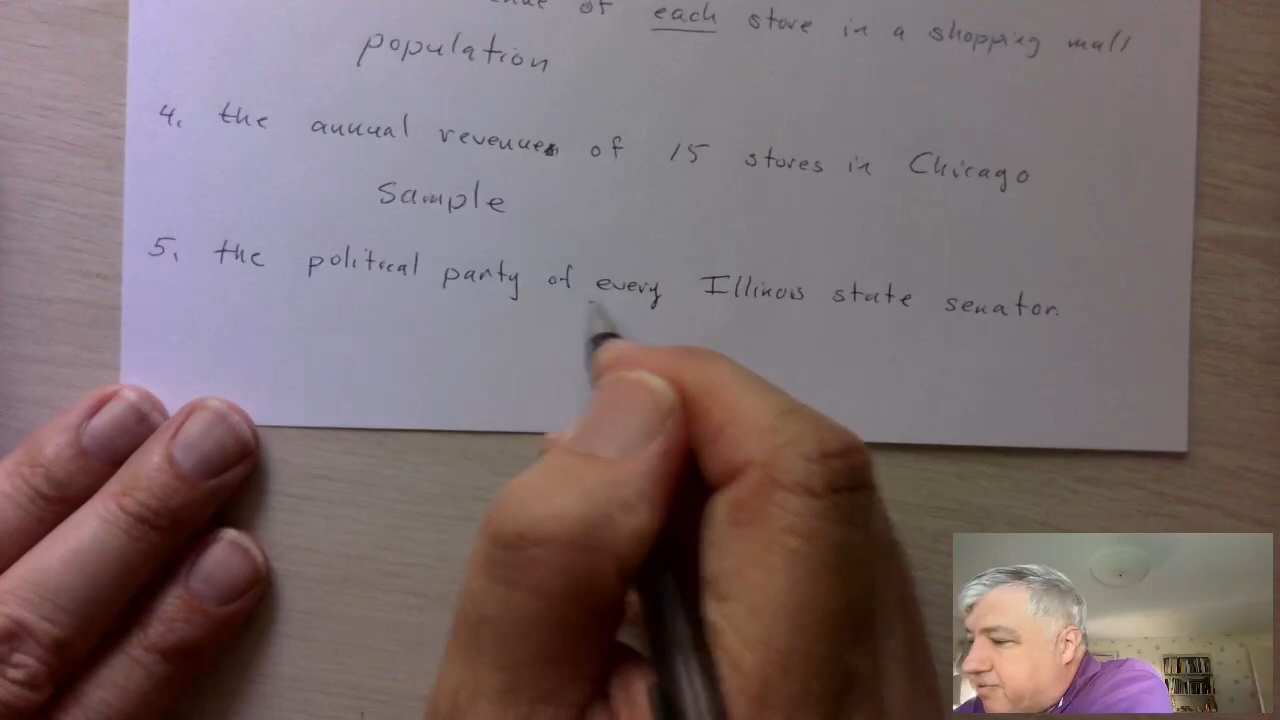 of each store in a shopping mall
population
4. the annual revenues of 15 stores in Chicago
Sample
5. the political party of every Illinois state senator.